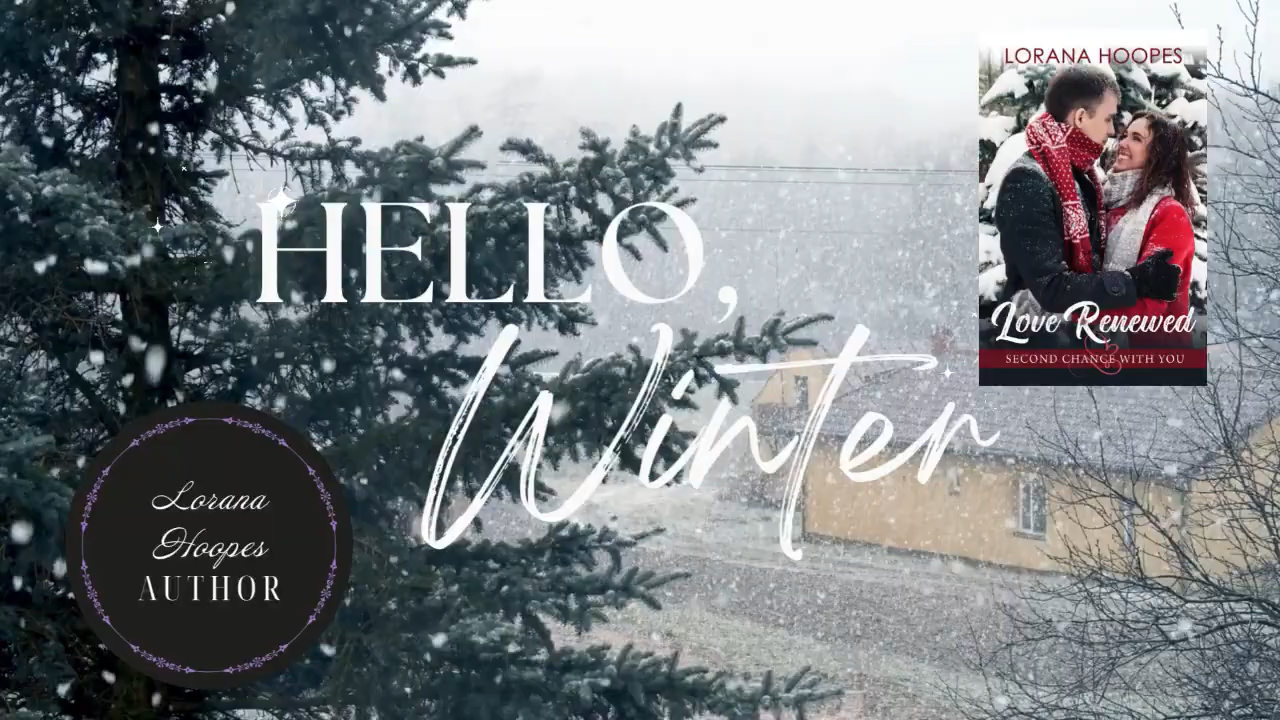 HELLO,
Winter
LORANA HOOPES
Love Renewed
SECOND CHANCE WITH YOU
Lorana
Hoopes
AUTHOR